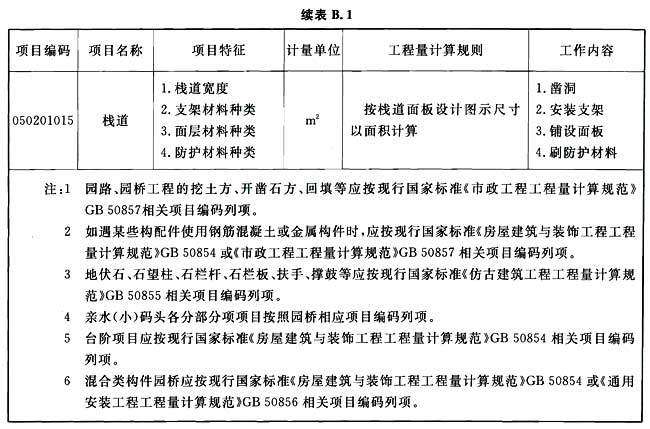 续表 B.1
项目编码 项目名称 项目特征 计量单位 工程量计算规则 工作内容
050201015 栈道 1.栈道宽度 2.支架材料种类 3.面层材料种类 4.防护材料种类 m² 按栈道面板设计图示尺寸以面积计算 1.凿洞 2.安装支架 3.铺设面板 4.刷防护材料
注:1 园路、园桥工程的挖土方、开凿石方、回填等应按现行国家标准《市政工程工程量计算规范》
GB 50857相关项目编码列项。
2 如遇某些构配件使用钢筋混凝土或金属构件时,应按现行国家标准《房屋建筑与装饰工程工程
量计算规范》GB 50854 或《市政工程工程量计算规范》GB 50857 相关项目编码列项。
3 地伏石、石望柱、石栏杆、石栏板、扶手、撑鼓等应按现行国家标准《仿古建筑工程工程量计算规
范》GB 50855 相关项目编码列项。
4 亲水(小)码头各分部分项项目按照园桥相应项目编码列项。
5 台阶项目应按现行国家标准《房屋建筑与装饰工程工程量计算规范》GB 50854 相关项目编码
列项。
6 混合类构件园桥应按现行国家标准《房屋建筑与装饰工程工程量计算规范》GB 50854 或《通用
安装工程工程量计算规范》GB 50856 相关项目编码列项。